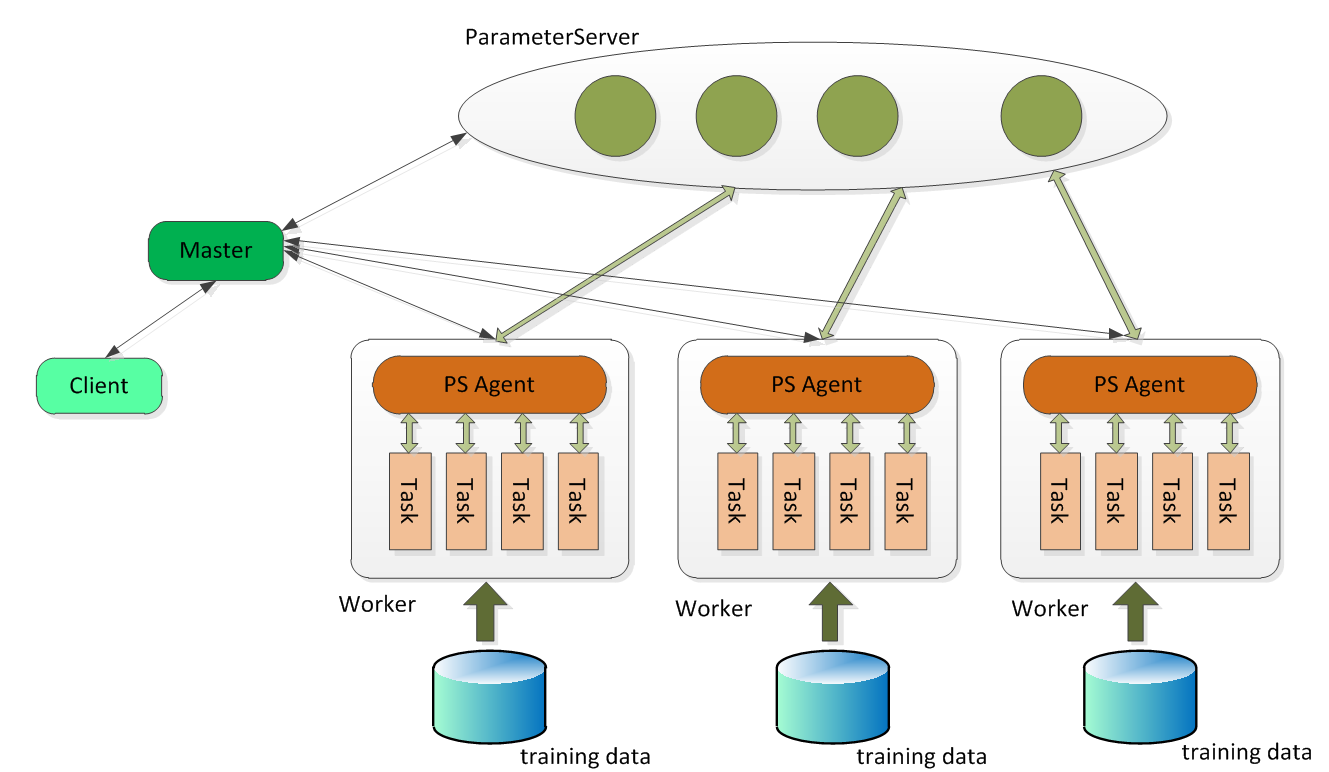 ParameterServer
Master
Client
PS Agent
PS Agent
PS Agent
Task
Task
Task
Task
Task
Task
Task
Task
Task
Task
Task
Task
Worker
Worker
Worker
training data
training data
training data